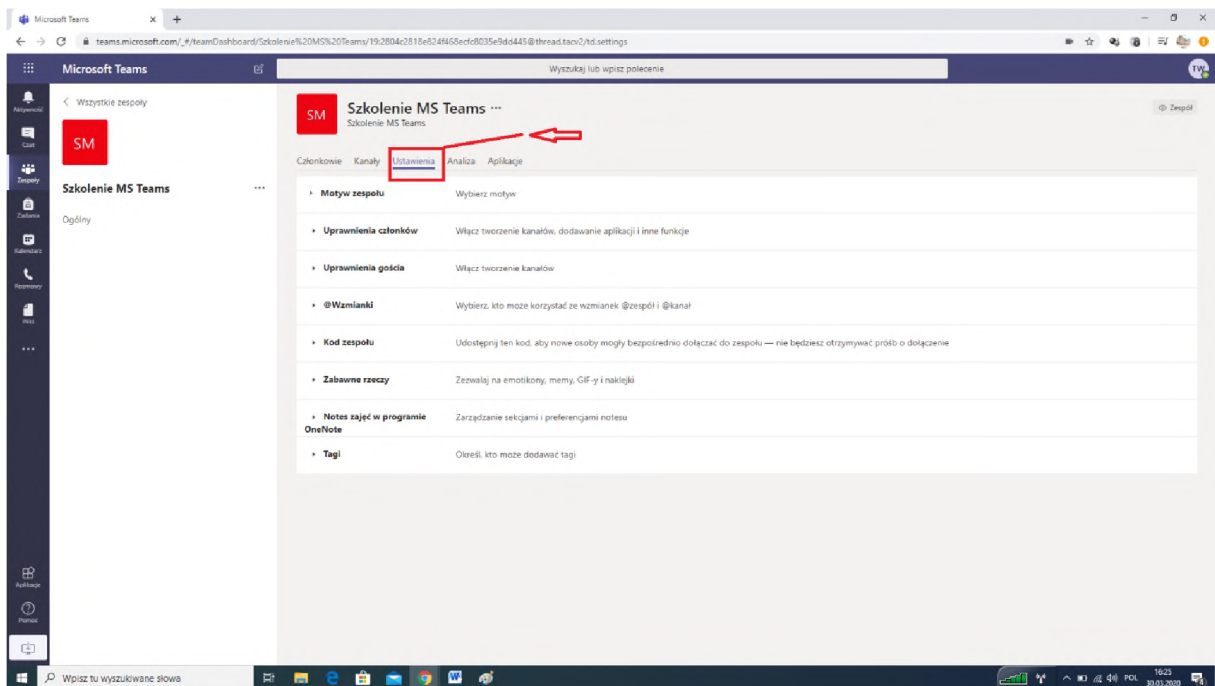 Microsoft Teams
teams.microsoft.com/_#/teamDashboard/Szkolenie%20MS%20Teams/19:2804c2818e824f468ecfc8035e9dd445@thread.tacv2/td.settings
Microsoft Teams
Wyszukaj lub wpisz polecenie
TW
Aktywność
Czat
Zespoły
Zadania
Kalendarz
Rozmowy
Pliki
Aplikacje
Pomoc
Wszystkie zespoły
SM
Szkolenie MS Teams ...
Ogólny
SM
Szkolenie MS Teams ...
Szkolenie MS Teams
Zespół
Członkowie Kanały Ustawienia Analiza Aplikacje
Motyw zespołu Wybierz motyw
Uprawnienia członków Włącz tworzenie kanałów, dodawanie aplikacji i inne funkcje
Uprawnienia gościa Włącz tworzenie kanałów
@Wzmianki Wybierz, kto może korzystać ze wzmianek @zespół i @kanał
Kod zespołu Udostępnij ten kod, aby nowe osoby mogły bezpośrednio dołączać do zespołu — nie będziesz otrzymywać próśb o dołączenie
Zabawne rzeczy Zezwalaj na emotikony, memy, GIF-y i naklejki
Notes zajęć w programie OneNote Zarządzanie sekcjami i preferencjami notesu
Tagi Określ, kto może dodawać tagi
Wpisz tu wyszukiwane słowa
POL
16:25
30.03.2020